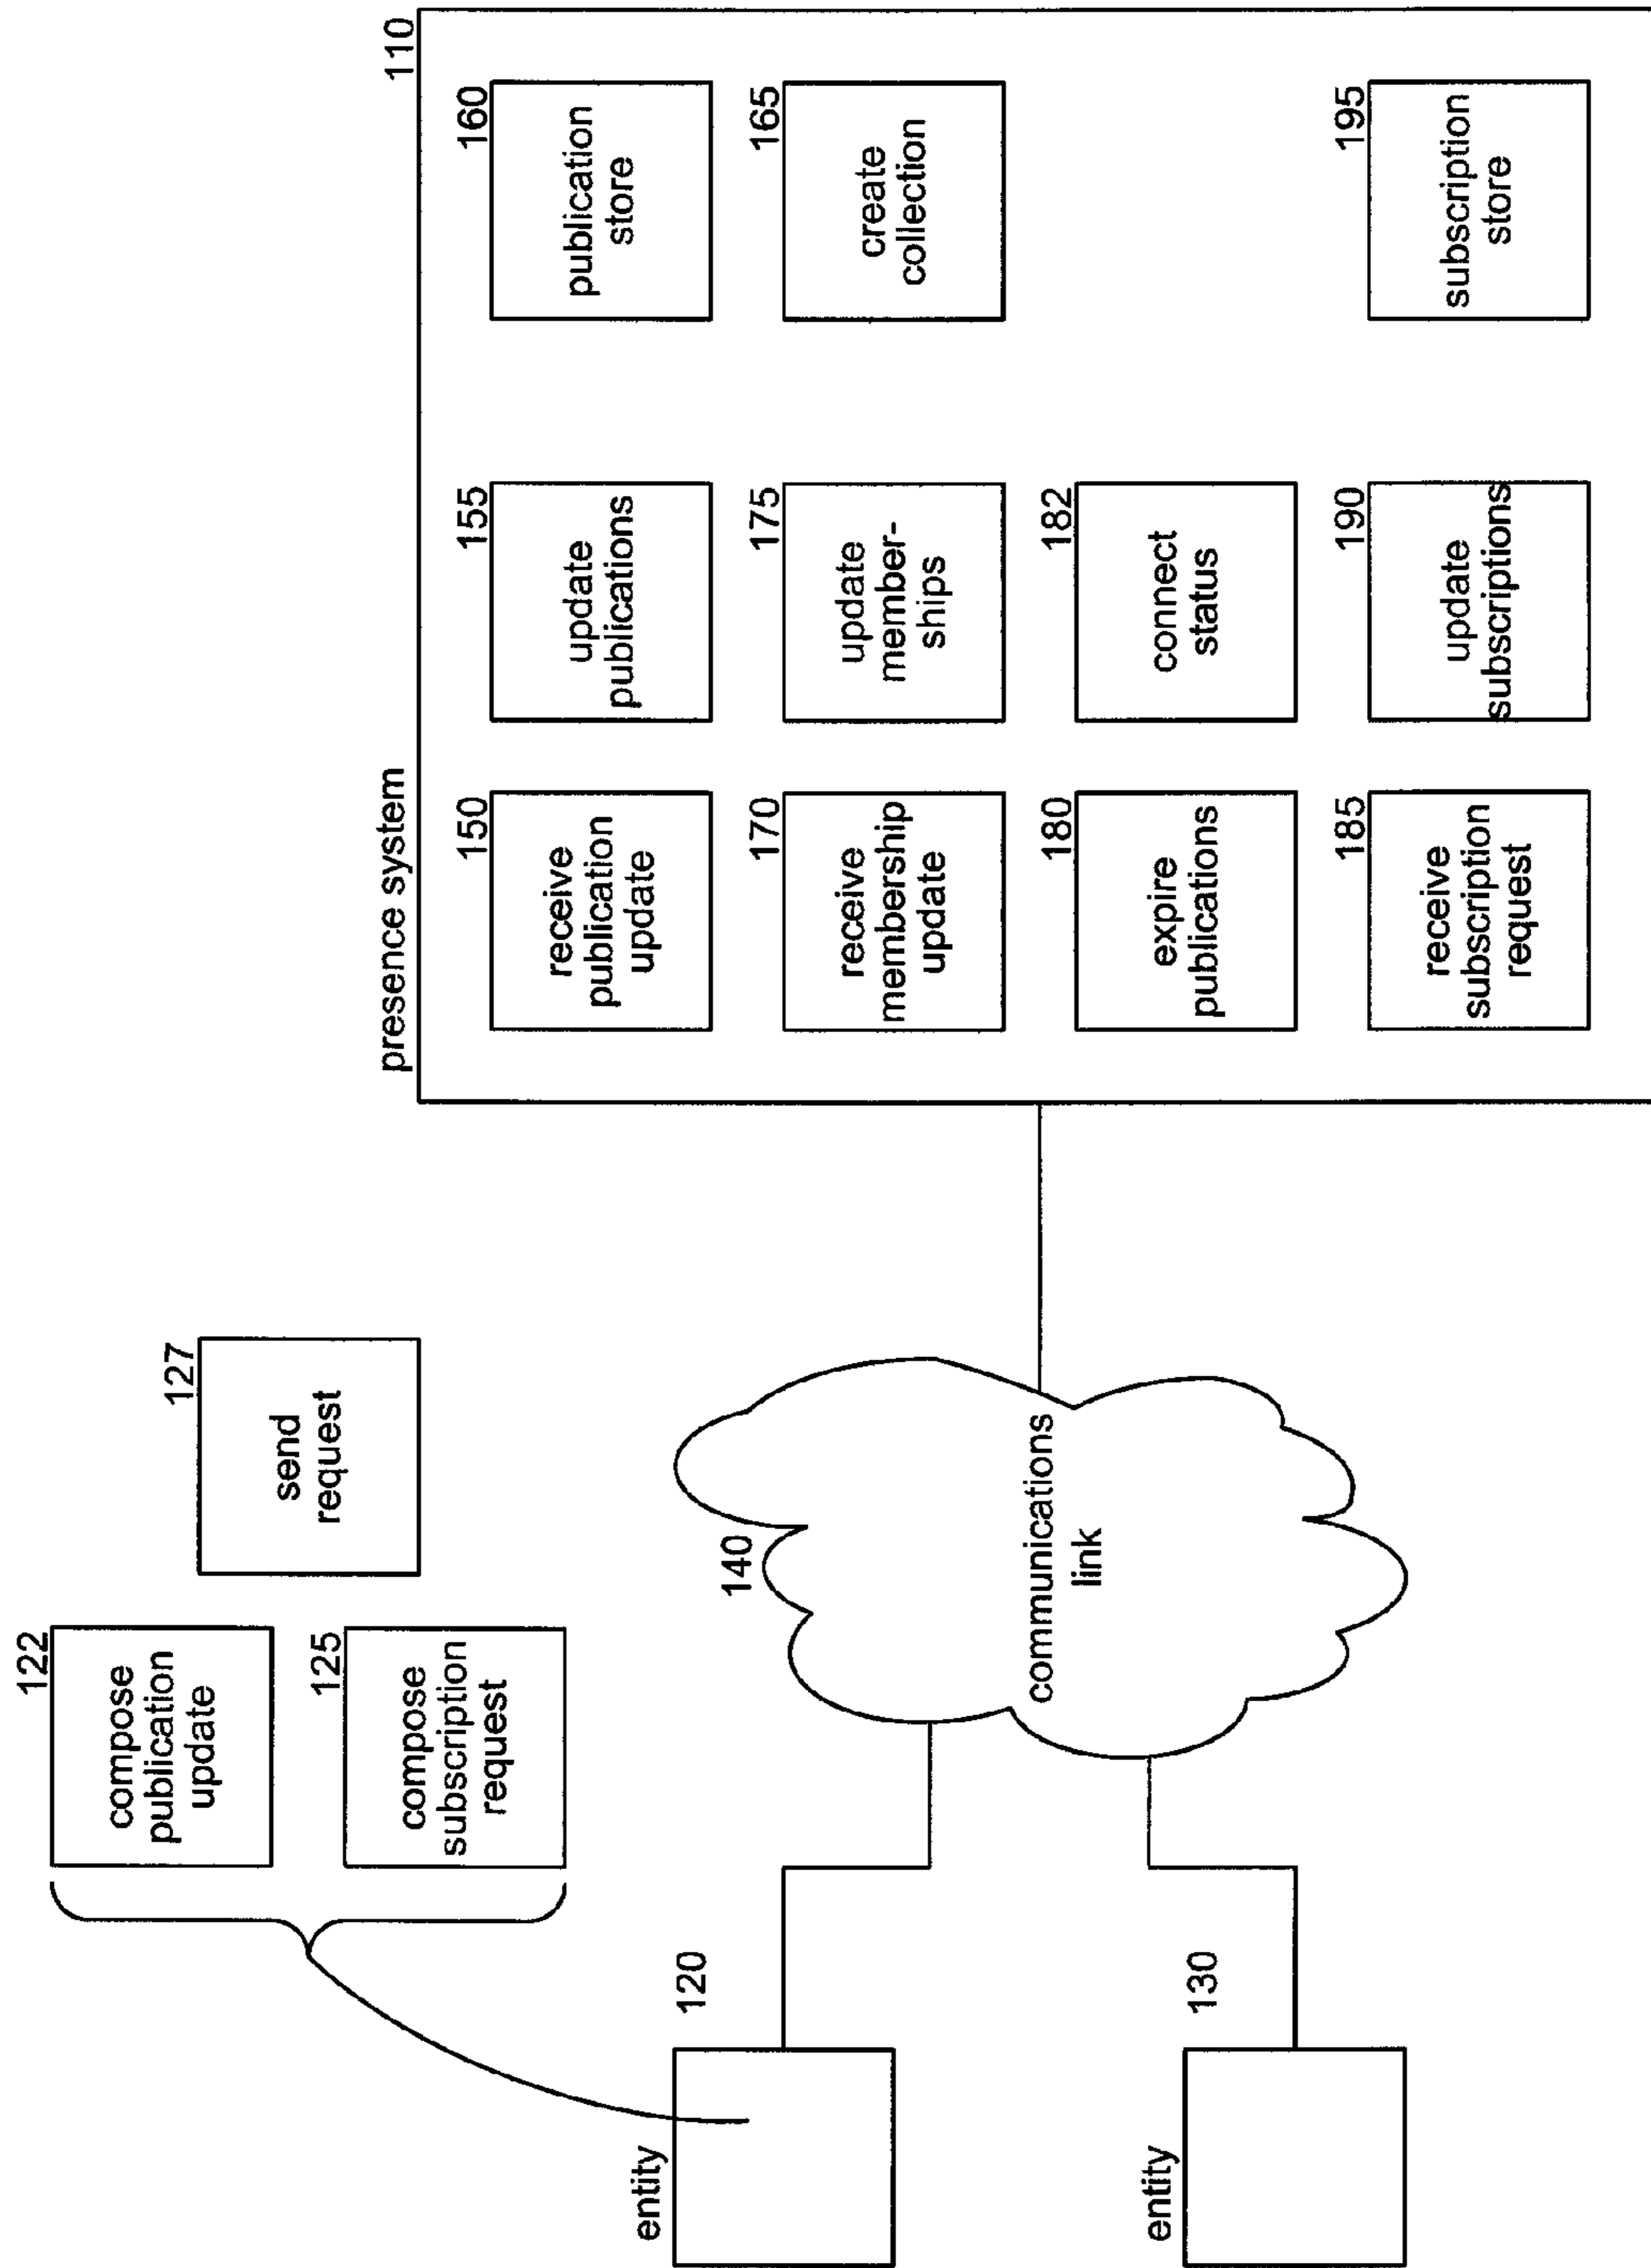 122
compose
publication
update
125
compose
subscription
request
127
send
request
entity
120
entity
130
140
communications
link
presence system
110
150
receive
publication
update
155
update
publications
160
publication
store
170
receive
membership
update
175
update
member-
ships
165
create
collection
180
expire
publications
182
connect
status
185
receive
subscription
request
190
update
subscriptions
195
subscription
store